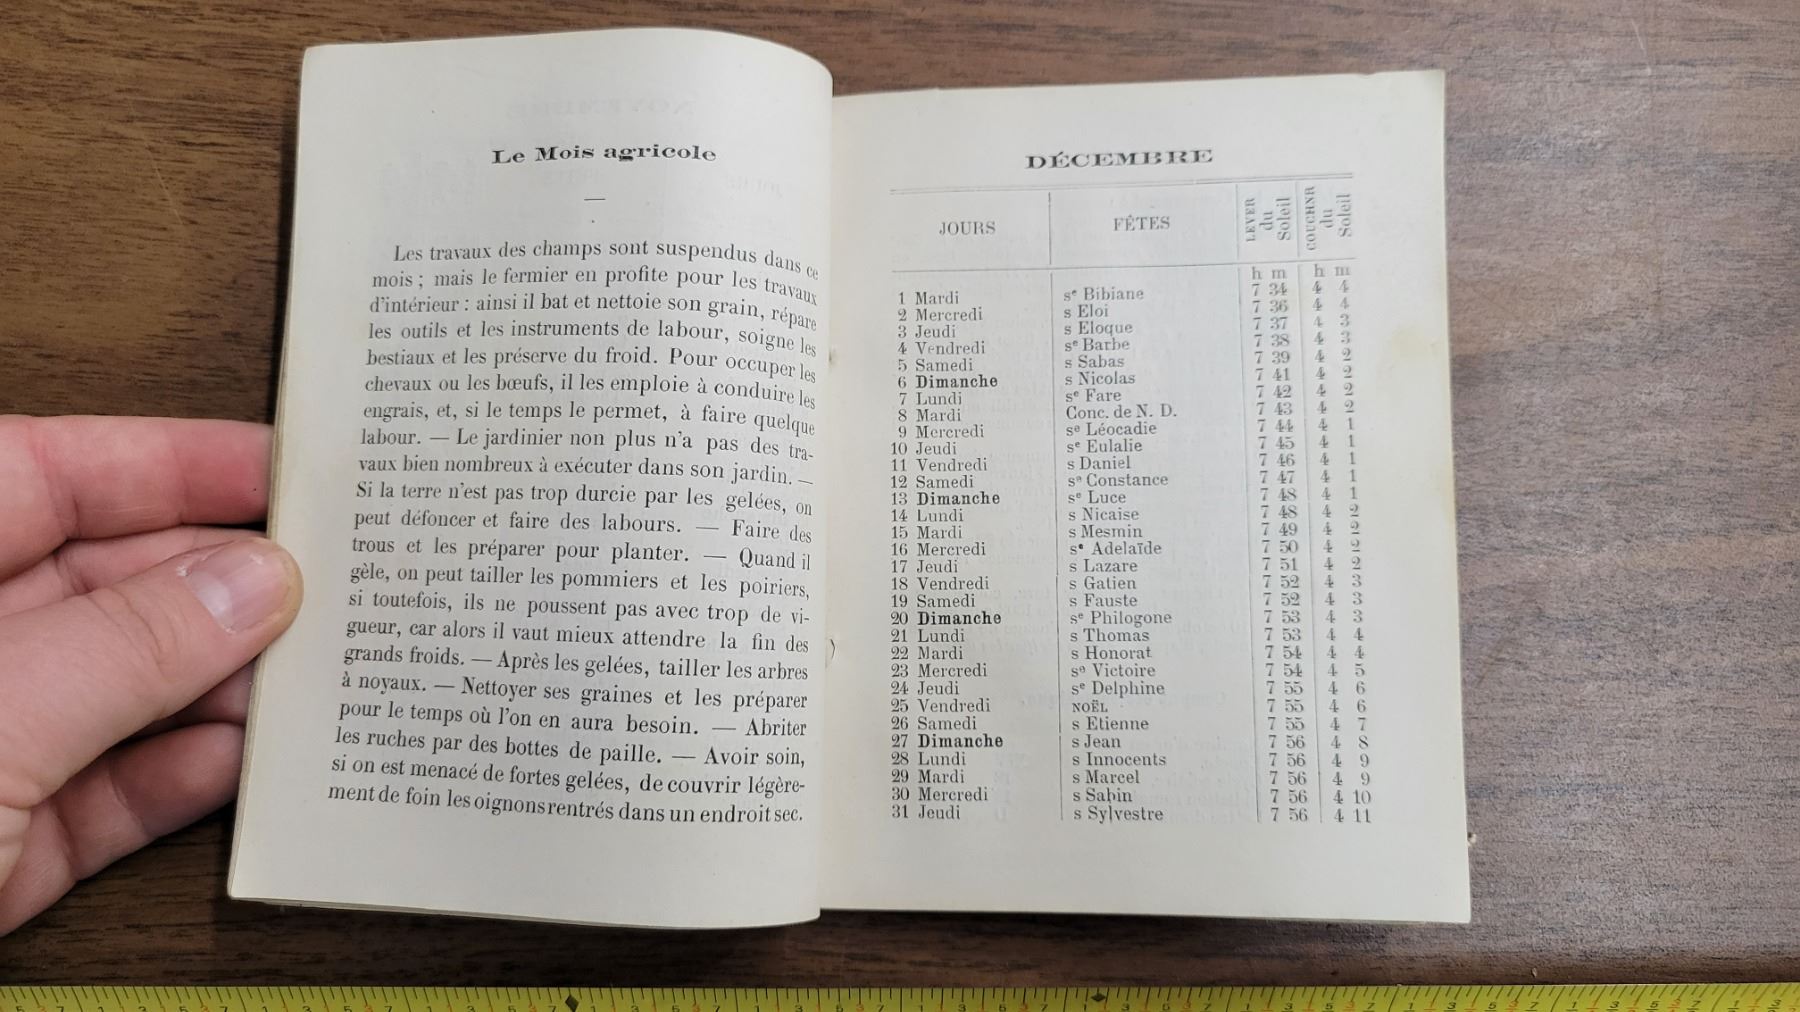 Le Mois agricole
—
Les travaux des champs sont suspendus dans ce
mois ; mais le fermier en profite pour les travaux
d'intérieur : ainsi il bat et nettoie son grain, répare
les outils et les instruments de labour, soigne les
bestiaux et les préserve du froid. Pour occuper les
chevaux ou les bœufs, il les emploie à conduire les
engrais, et, si le temps le permet, à faire quelque
labour. — Le jardinier non plus n'a pas des tra-
vaux bien nombreux à exécuter dans son jardin. —
Si la terre n'est pas trop durcie par les gelées, on
peut défoncer et faire des labours. — Faire des
trous et les préparer pour planter. — Quand il
gèle, on peut tailler les pommiers et les poiriers,
si toutefois, ils ne poussent pas avec trop de vi-
gueur, car alors il vaut mieux attendre la fin des
grands froids. — Après les gelées, tailler les arbres
à noyaux. — Nettoyer ses graines et les préparer
pour le temps où l'on en aura besoin. — Abriter
les ruches par des bottes de paille. — Avoir soin,
si on est menacé de fortes gelées, de couvrir légère-
ment de foin les oignons rentrés dans un endroit sec.
DÉCEMBRE
JOURS FÊTES LEVER du Soleil COUCHNR du Soleil
h m h m
1 Mardi se Bibiane 7 34 4 4
2 Mercredi s Eloi 7 36 4 4
3 Jeudi s Eloque 7 37 4 3
4 Vendredi se Barbe 7 38 4 3
5 Samedi s Sabas 7 39 4 2
6 Dimanche s Nicolas 7 41 4 2
7 Lundi se Fare 7 42 4 2
8 Mardi Conc. de N. D. 7 43 4 2
9 Mercredi se Léocadie 7 44 4 1
10 Jeudi se Eulalie 7 45 4 1
11 Vendredi s Daniel 7 46 4 1
12 Samedi se Constance 7 47 4 1
13 Dimanche se Luce 7 48 4 1
14 Lundi s Nicaise 7 48 4 2
15 Mardi s Mesmin 7 49 4 2
16 Mercredi se Adelaïde 7 50 4 2
17 Jeudi s Lazare 7 51 4 2
18 Vendredi s Gatien 7 52 4 3
19 Samedi s Fauste 7 52 4 3
20 Dimanche se Philogone 7 53 4 3
21 Lundi s Thomas 7 53 4 4
22 Mardi s Honorat 7 54 4 4
23 Mercredi se Victoire 7 54 4 5
24 Jeudi se Delphine 7 55 4 6
25 Vendredi NOËL 7 55 4 6
26 Samedi s Etienne 7 55 4 7
27 Dimanche s Jean 7 56 4 8
28 Lundi s Innocents 7 56 4 9
29 Mardi s Marcel 7 56 4 9
30 Mercredi s Sabin 7 56 4 10
31 Jeudi s Sylvestre 7 56 4 11